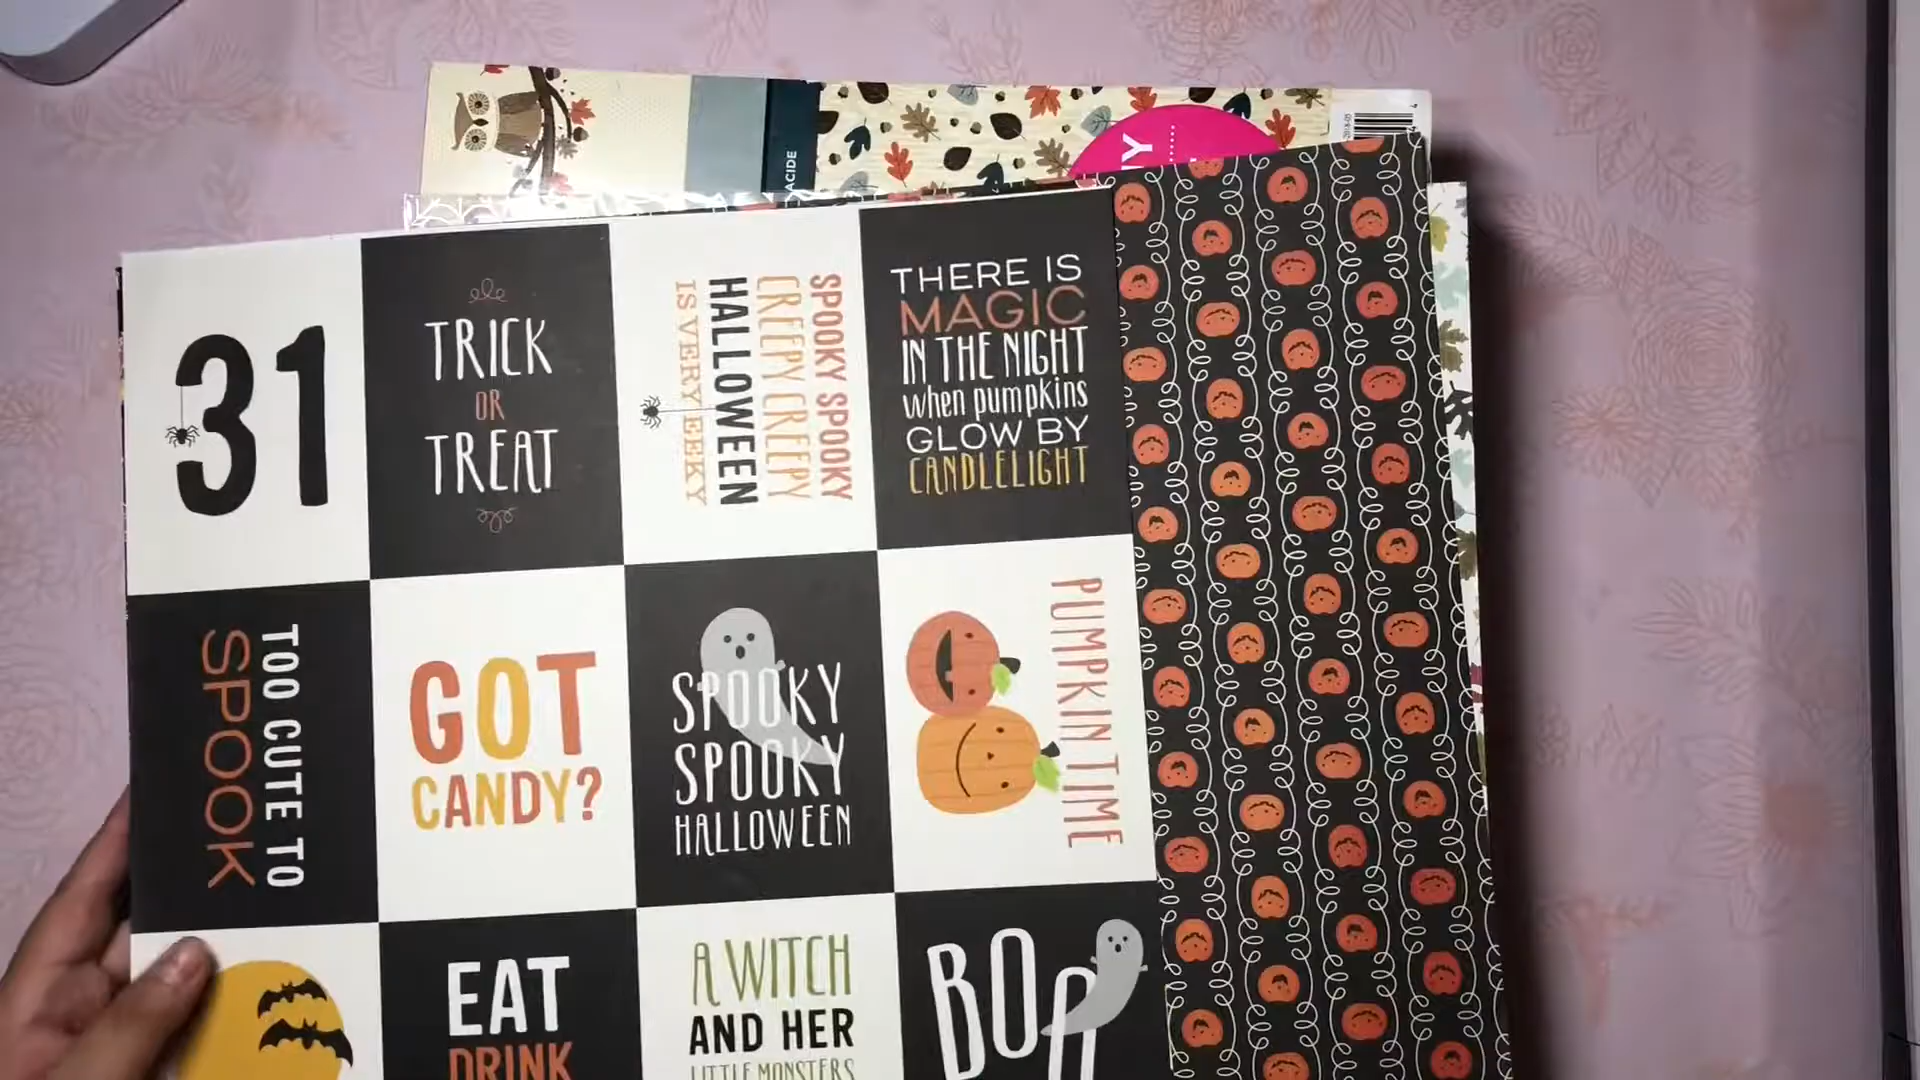 ACIDE
NY
31
TRICK
OR
TREAT
SPOOKY SPOOKY
CREEPY CREEPY
HALLOWEEN
IS VERY EEKY
THERE IS
MAGIC
IN THE NIGHT
when pumpkins
GLOW BY
CANDLELIGHT
TOO CUTE TO
SPOOK
GOT
CANDY?
SPOOKY
SPOOKY
HALLOWEEN
PUMPKIN TIME
EAT
DRINK
A WITCH
AND HER
LITTLE MONSTERS
BOO